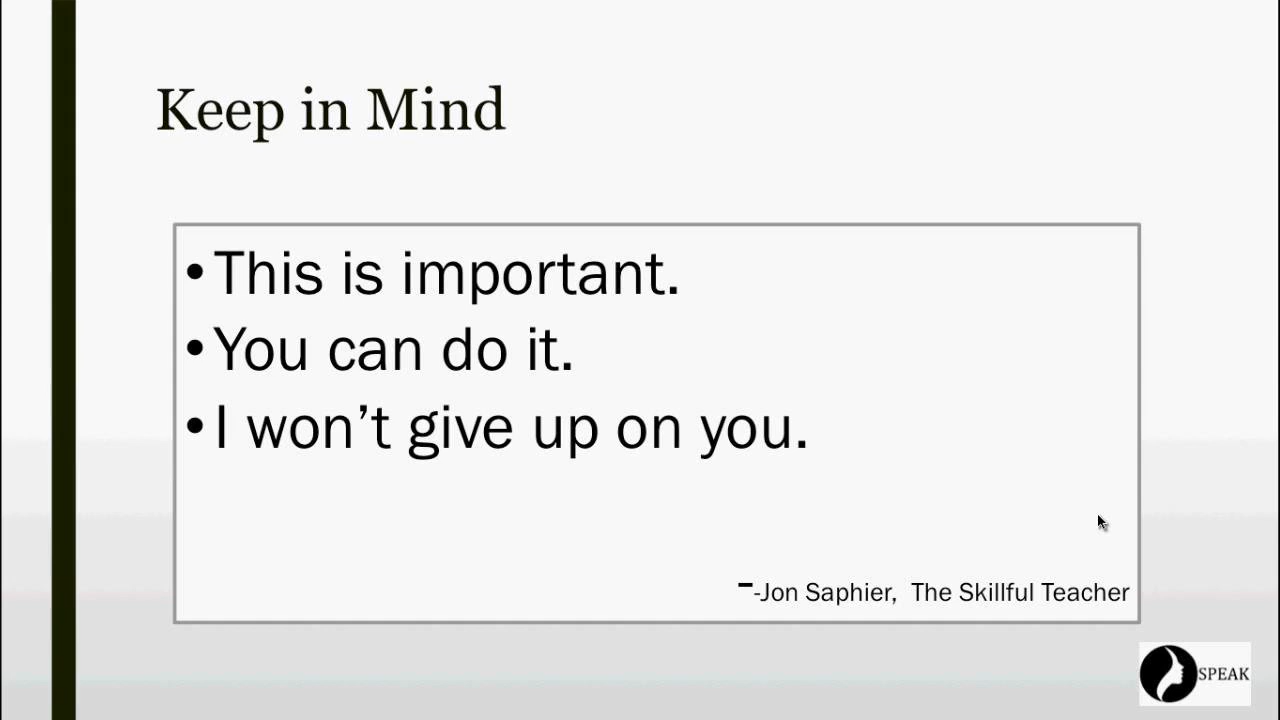 Keep in Mind
•This is important.
•You can do it.
•I won’t give up on you.
--Jon Saphier,  The Skillful Teacher
SPEAK